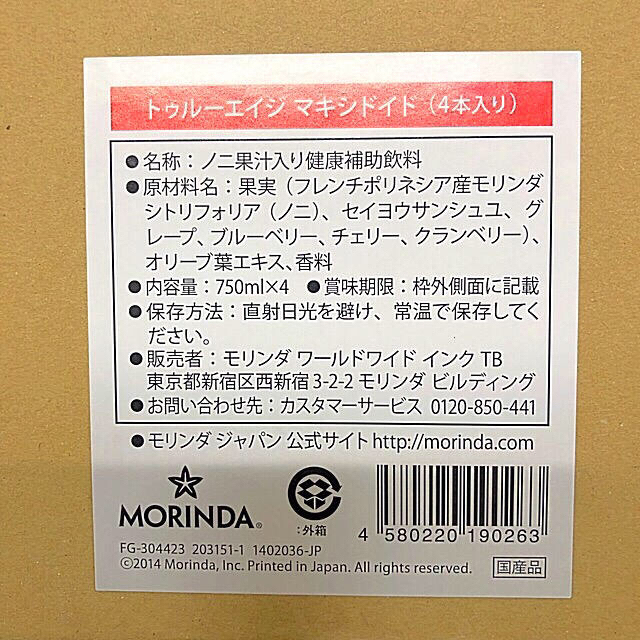 トゥルーエイジ マキシドイド（4本入り）
●名称：ノニ果汁入り健康補助飲料
●原材料名：果実（フレンチポリネシア産モリンダ
シトリフォリア（ノニ）、セイヨウサンシュユ、グ
レープ、ブルーベリー、チェリー、クランベリー）、
オリーブ葉エキス、香料
●内容量：750ml×4 ●賞味期限：枠外側面に記載
●保存方法：直射日光を避け、常温で保存してく
ださい。
●販売者：モリンダ ワールドワイド インク TB
東京都新宿区西新宿 3-2-2 モリンダ ビルディング
●お問い合わせ先：カスタマーサービス 0120-850-441
●モリンダ ジャパン 公式サイト http://morinda.com
MORINDA®
:外箱
4 580220 190263
FG-304423 203151-1 1402036-JP
©2014 Morinda, Inc. Printed in Japan. All rights reserved.
国産品